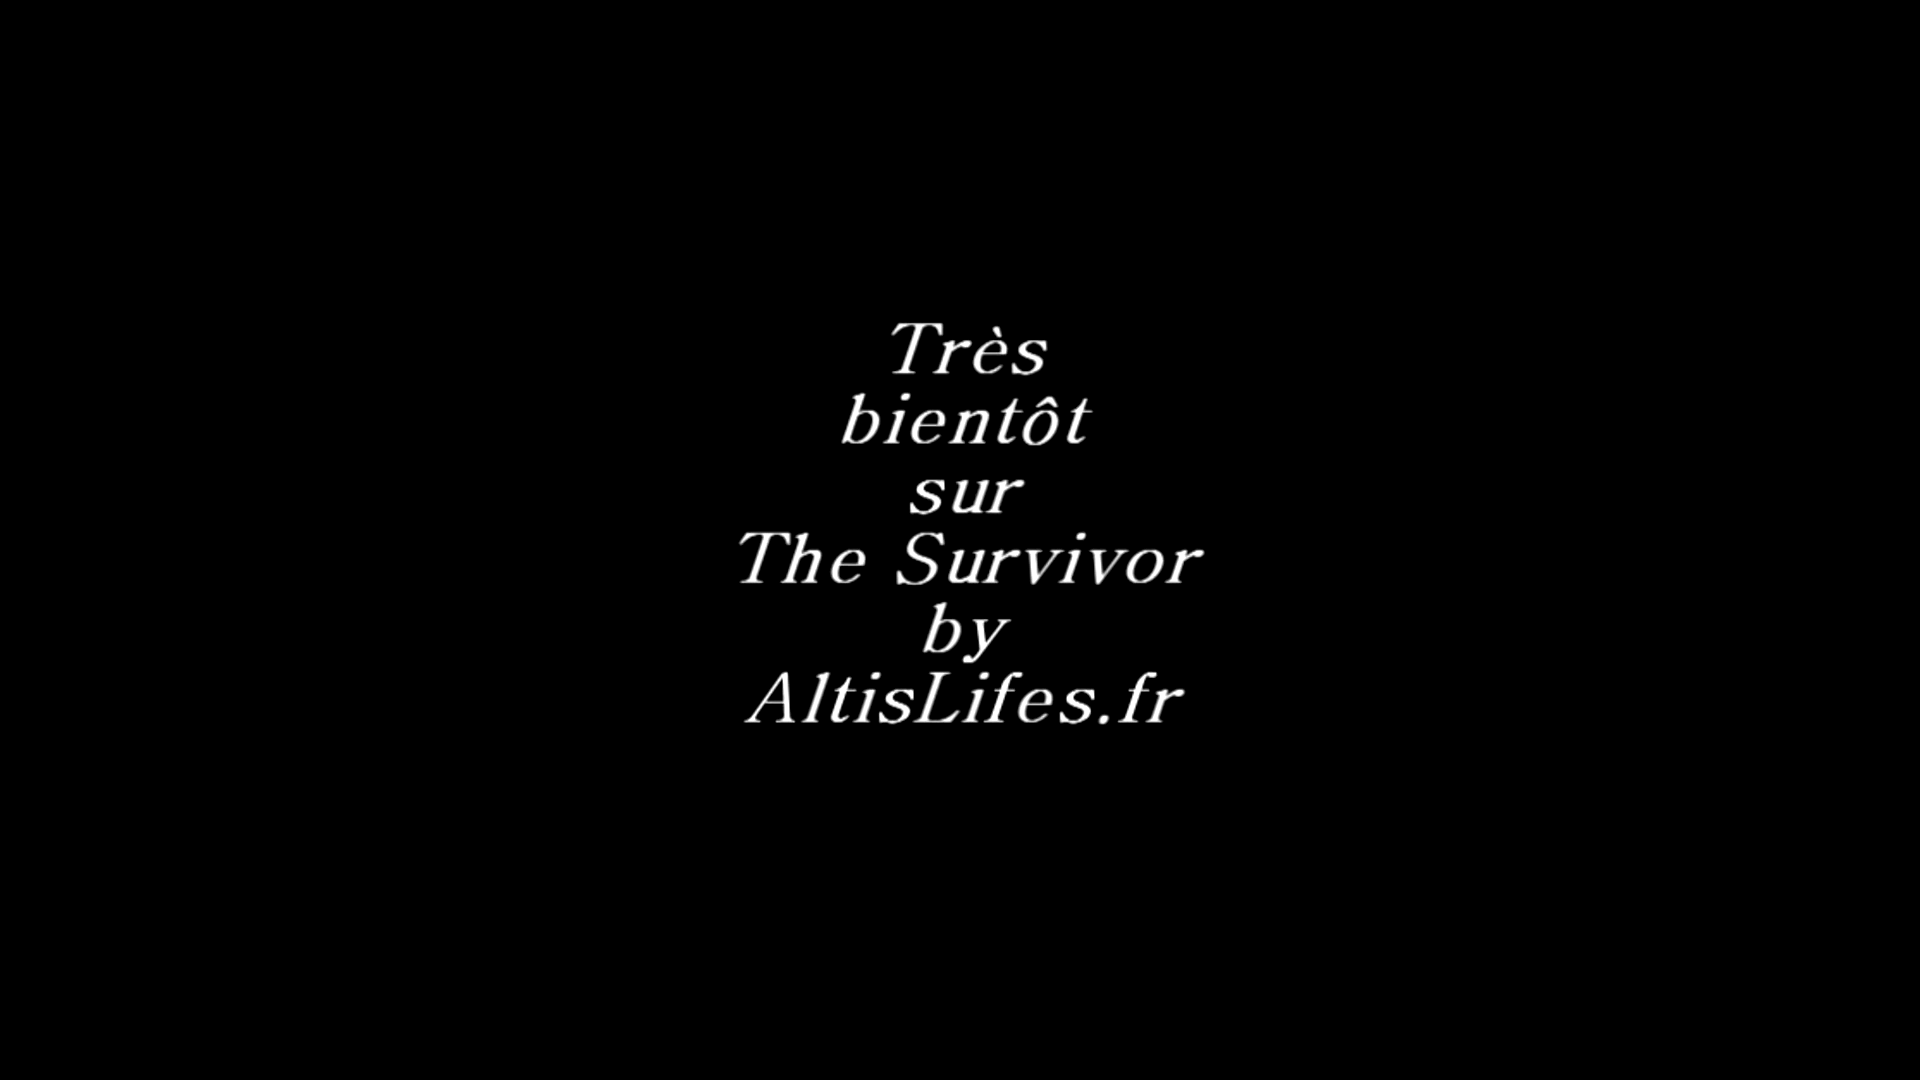 Très
bientôt
sur
The Survivor
by
AltisLifes.fr